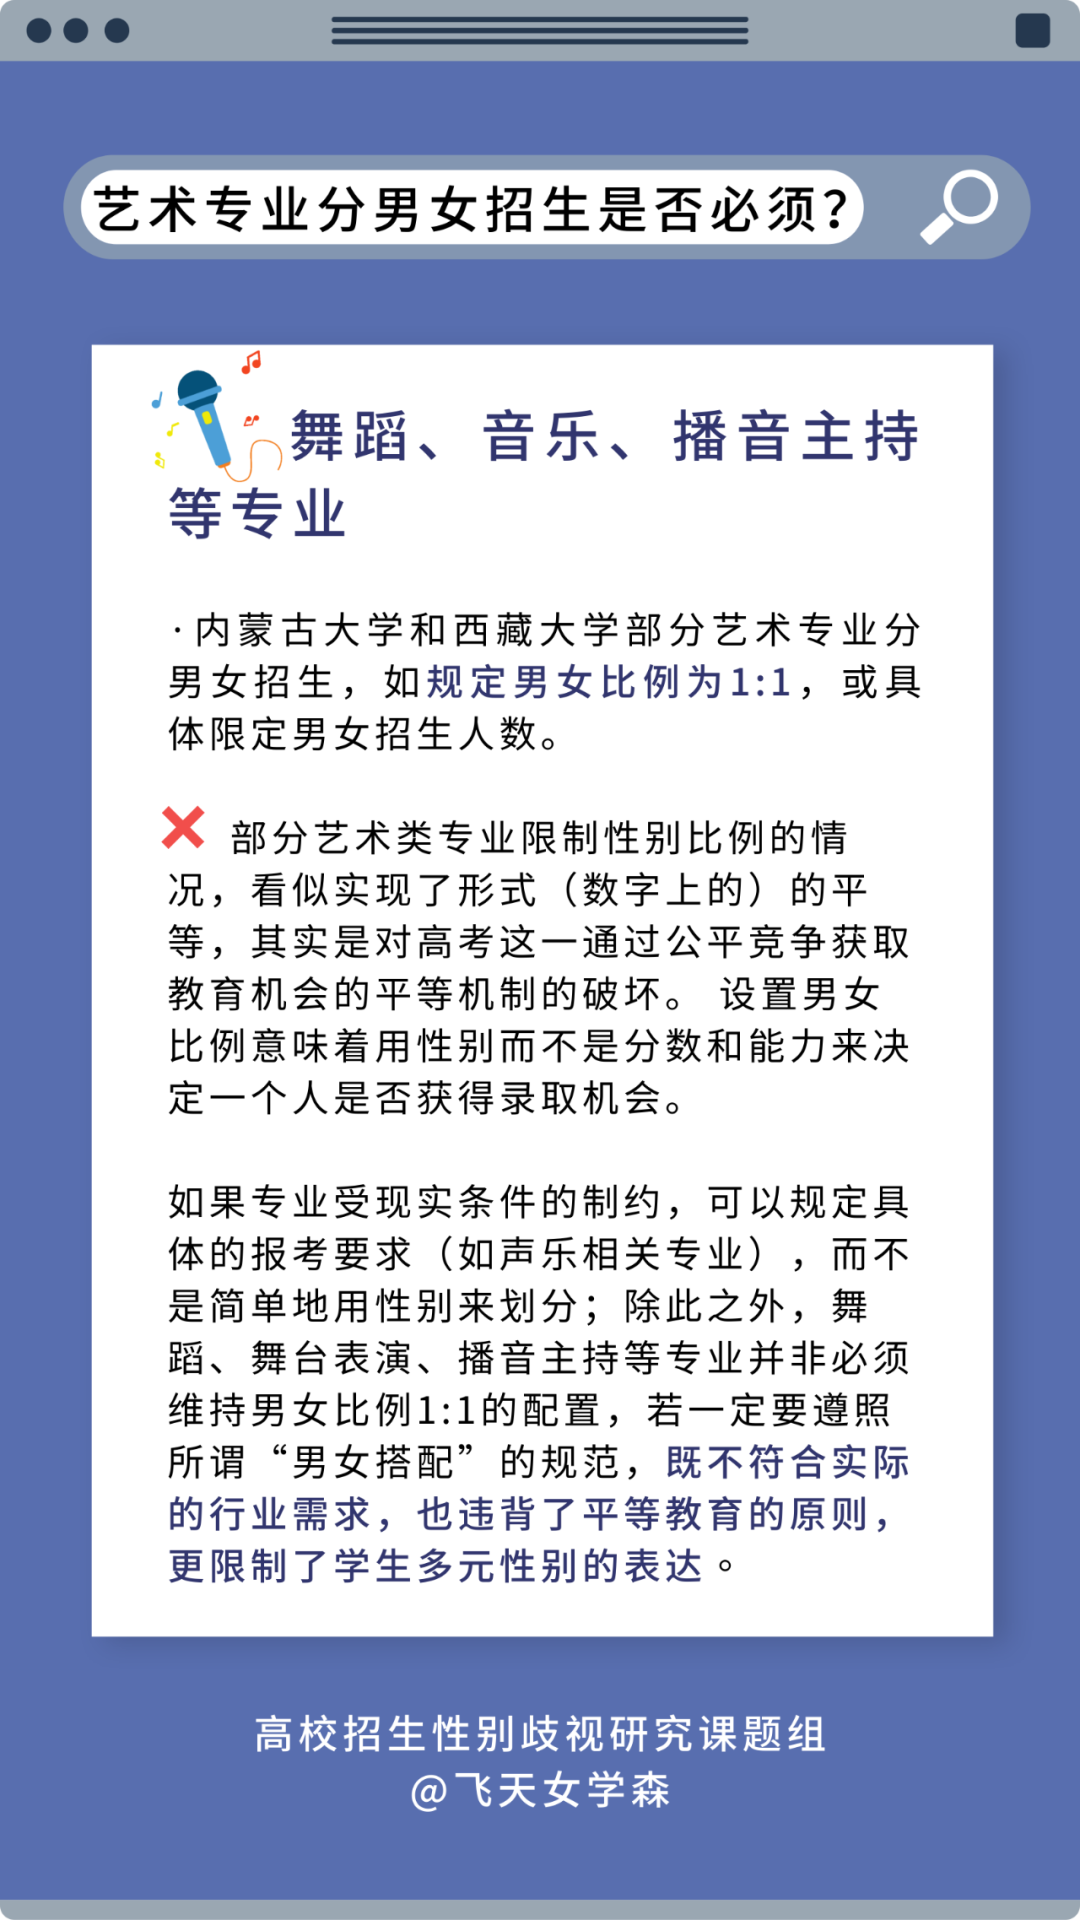 艺术专业分男女招生是否必须?
舞蹈、音乐、播音主持
等专业
·内蒙古大学和西藏大学部分艺术专业分
男女招生，如规定男女比例为1:1，或具
体限定男女招生人数。
部分艺术类专业限制性别比例的情
况，看似实现了形式（数字上的）的平
等，其实是对高考这一通过公平竞争获取
教育机会的平等机制的破坏。 设置男女
比例意味着用性别而不是分数和能力来决
定一个人是否获得录取机会。
如果专业受现实条件的制约，可以规定具
体的报考要求（如声乐相关专业），而不
是简单地用性别来划分；除此之外，舞
蹈、舞台表演、播音主持等专业并非必须
维持男女比例1:1的配置，若一定要遵照
所谓“男女搭配”的规范，既不符合实际
的行业需求，也违背了平等教育的原则，
更限制了学生多元性别的表达。
高校招生性别歧视研究课题组
@飞天女学森